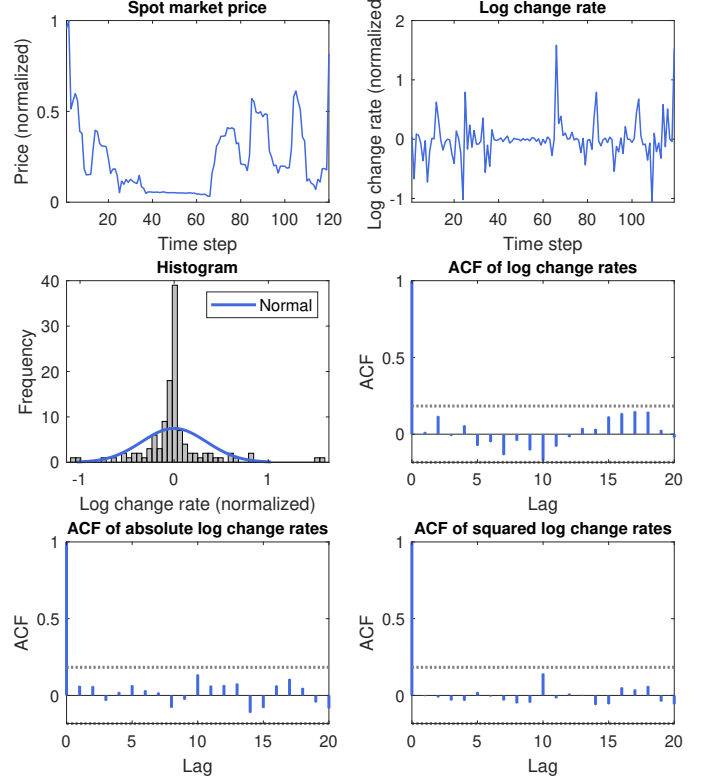 Spot market price
Price (normalized)
1
0.5
0
20 40 60 80 100 120
Time step
Log change rate
Log change rate (normalized)
2
1
0
-1
20 40 60 80 100
Time step
Histogram
Frequency
40
30
20
10
0
Normal
-1 0 1
Log change rate (normalized)
ACF of log change rates
ACF
1
0.5
0
0 5 10 15 20
Lag
ACF of absolute log change rates
ACF
1
0.5
0
0 5 10 15 20
Lag
ACF of squared log change rates
ACF
1
0.5
0
0 5 10 15 20
Lag